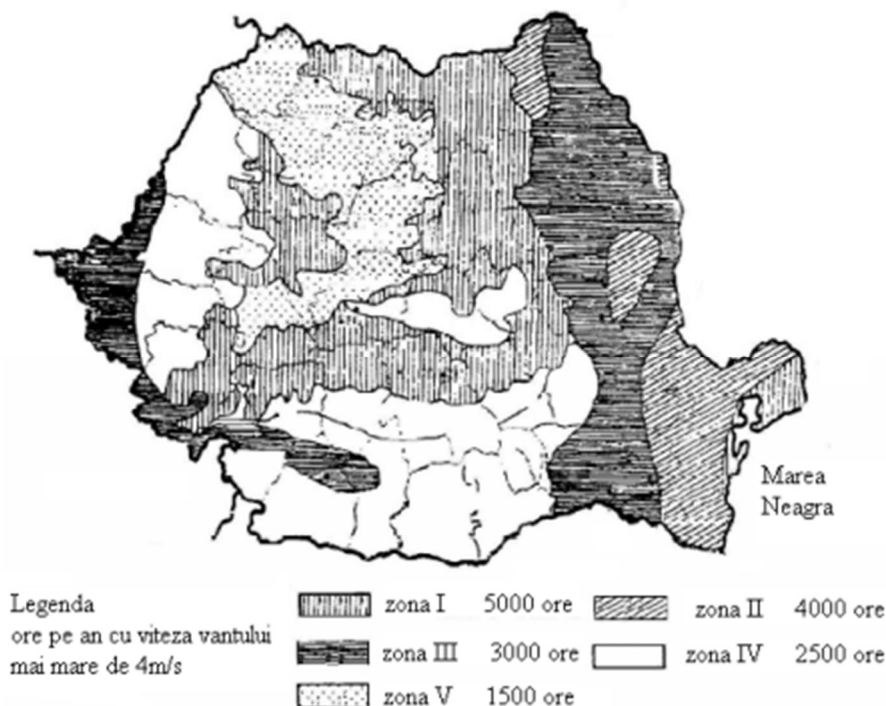 Marea
Neagra
Legenda
ore pe an cu viteza vantului
mai mare de 4m/s
zona I 5000 ore
zona II 4000 ore
zona III 3000 ore
zona IV 2500 ore
zona V 1500 ore